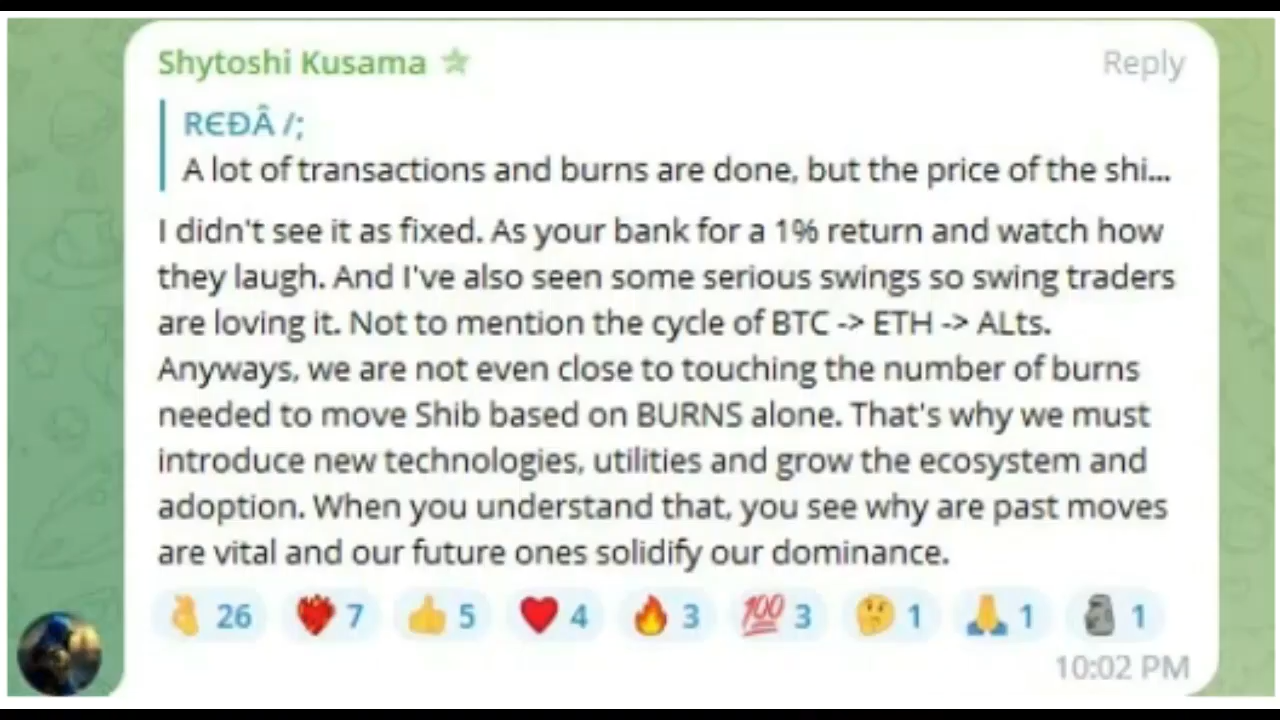 Shytoshi Kusama
Reply
RЄĐÂ /;
A lot of transactions and burns are done, but the price of the shi...
I didn't see it as fixed. As your bank for a 1% return and watch how
they laugh. And I've also seen some serious swings so swing traders
are loving it. Not to mention the cycle of BTC -> ETH -> ALts.
Anyways, we are not even close to touching the number of burns
needed to move Shib based on BURNS alone. That's why we must
introduce new technologies, utilities and grow the ecosystem and
adoption. When you understand that, you see why are past moves
are vital and our future ones solidify our dominance.
👌 26 ❤️‍🔥 7 👍 5 ❤️ 4 🔥 3 💯 3 🤔 1 🙏 1 🗿 1
10:02 PM